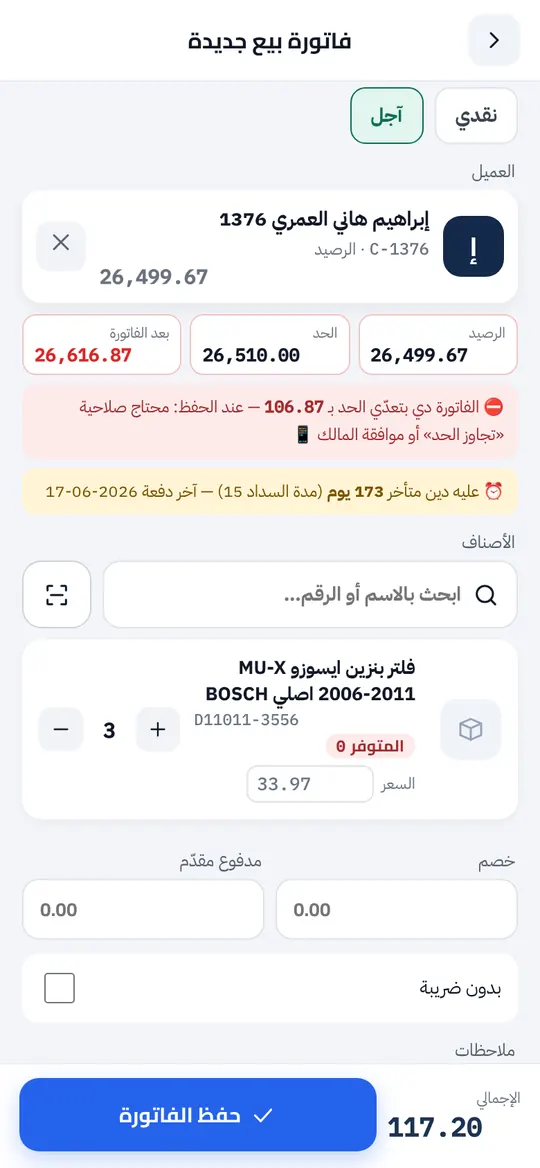 فاتورة بيع جديدة
نقدي
آجل
العميل
إ
إبراهيم هاني العمري 1376
C-1376 · الرصيد
26,499.67
الرصيد
26,499.67
الحد
26,510.00
بعد الفاتورة
26,616.87
⛔ الفاتورة دي بتعدّي الحد بـ 106.87 — عند الحفظ: محتاج صلاحية
«تجاوز الحد» أو موافقة المالك 📱
⏰ عليه دين متأخر 173 يوم (مدة السداد 15) — آخر دفعة 2026-06-17
الأصناف
ابحث بالاسم أو الرقم...
فلتر بنزين ايسوزو MU-X
2006-2011 اصلي BOSCH
D11011-3556
المتوفر 0
السعر
33.97
3
خصم
0.00
مدفوع مقدّم
0.00
بدون ضريبة
ملاحظات
الإجمالي
117.20
حفظ الفاتورة